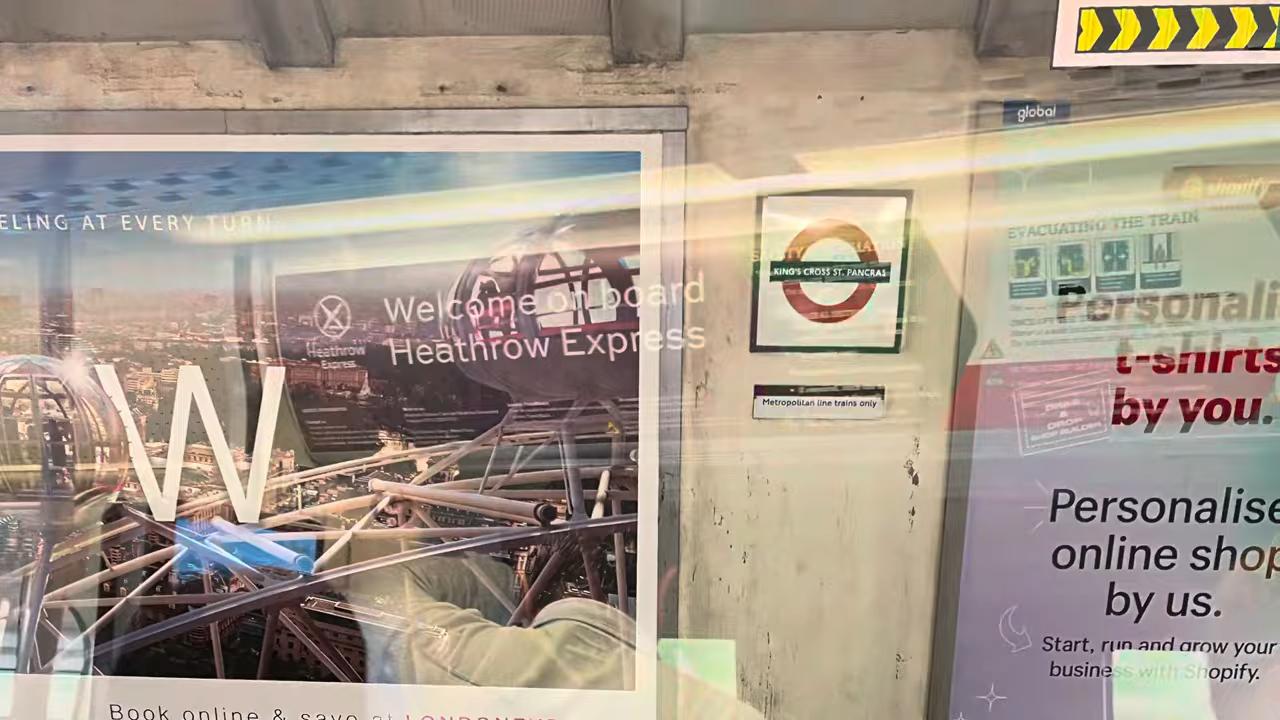 global
shopify
ELING AT EVERY TURN
EVACUATING THE TRAIN
KING'S CROSS ST. PANCRAS
Welcome on board
Heathrow Express
Heathrow
Express
Metropolitan line trains only
W
Personali
t-shirts
by you.
Personalise
online shop
by us.
Start, run and grow your
business with Shopify.
Book online & save at LONDONEYE